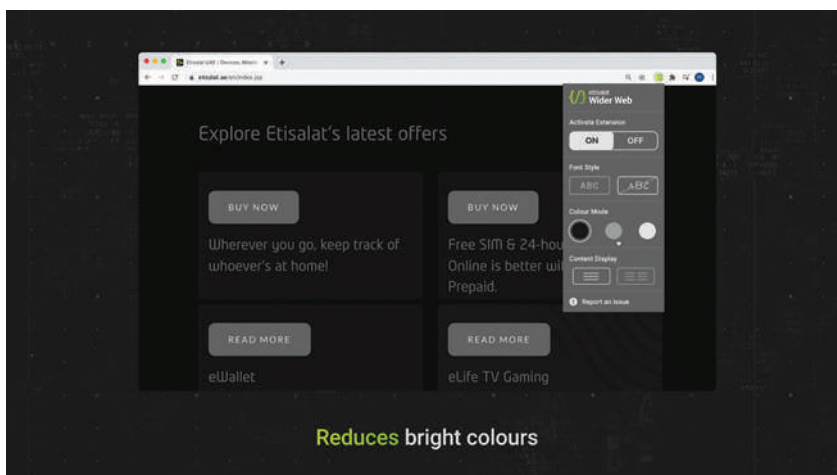 Etisalat UAE | Devices, Mobile
etisalat.ae/en/index.jsp
etisalat
Wider Web
Activate Extension
ON OFF
Font Style
ABC ABC
Colour Mode
Content Display
Report an issue
Explore Etisalat's latest offers
BUY NOW
Wherever you go, keep track of
whoever's at home!
BUY NOW
Free SIM & 24-hou
Online is better wi
Prepaid.
READ MORE
eWallet
READ MORE
eLife TV Gaming
Reduces bright colours